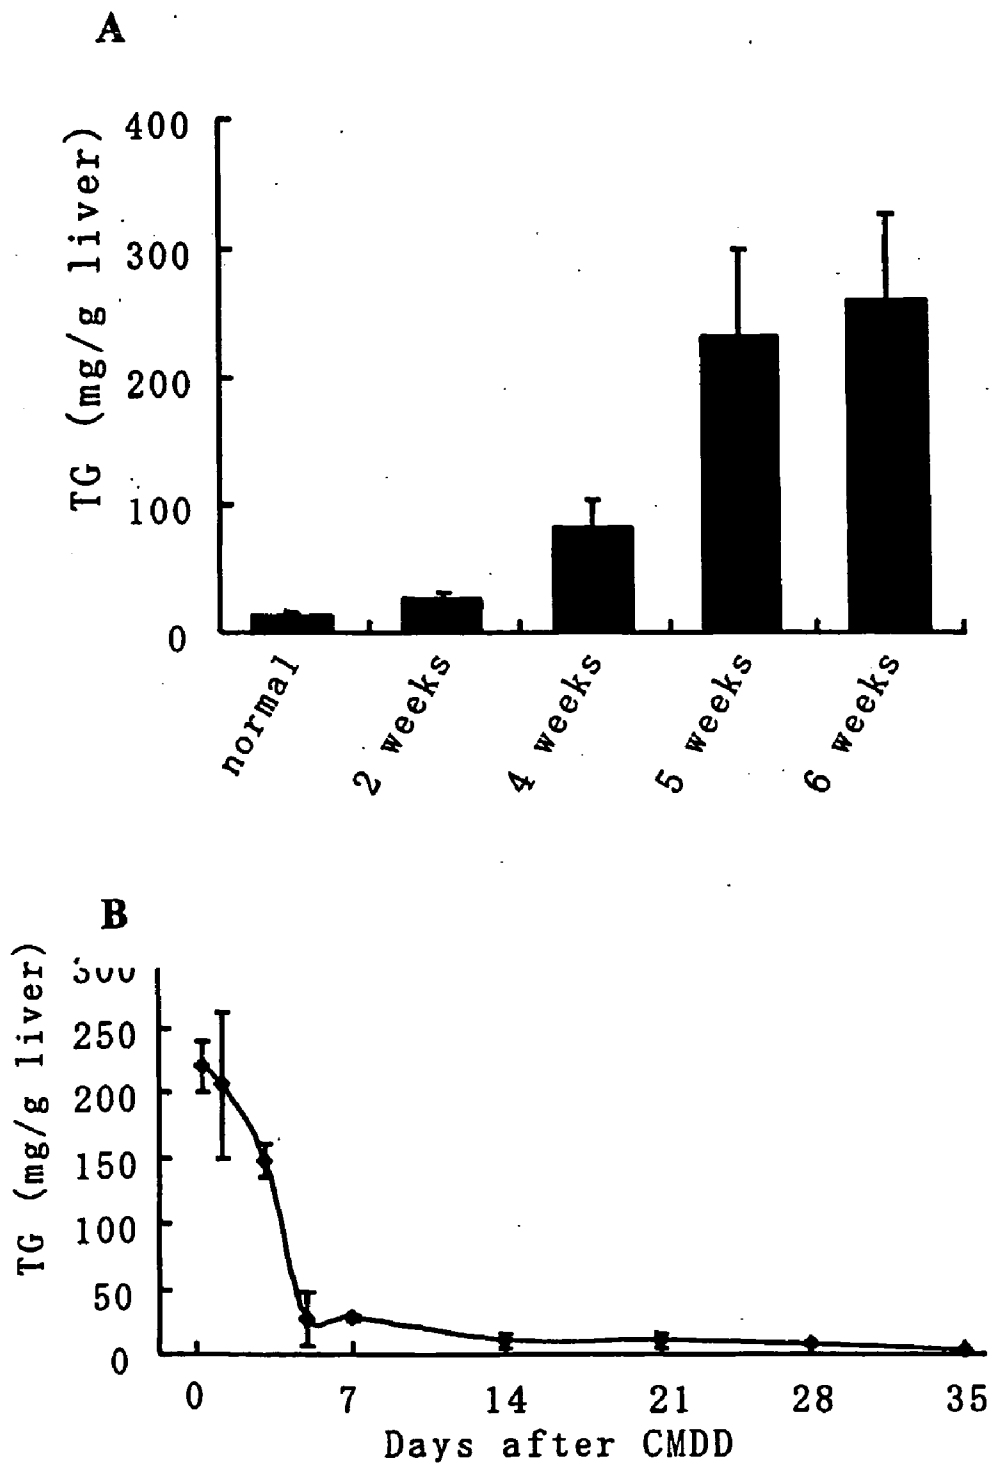 A
TG (mg/g liver)
400
300
200
100
0
normal
2 weeks
4 weeks
5 weeks
6 weeks
B
TG (mg/g liver)
300
250
200
150
100
50
0
0 7 14 21 28 35
Days after CMDD